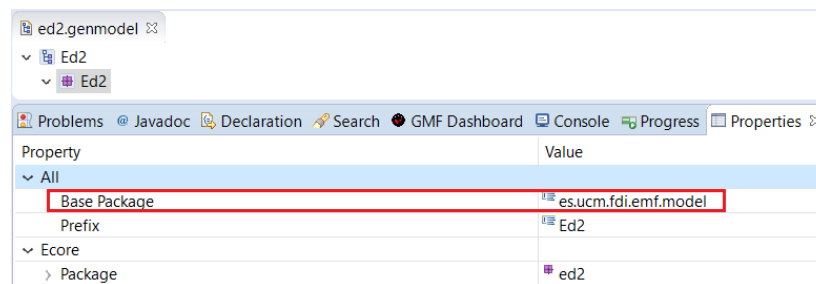 ed2.genmodel
Ed2
Ed2
Problems @ Javadoc Declaration Search GMF Dashboard Console Progress Properties
Property Value
All
Base Package es.ucm.fdi.emf.model
Prefix Ed2
Ecore
Package ed2